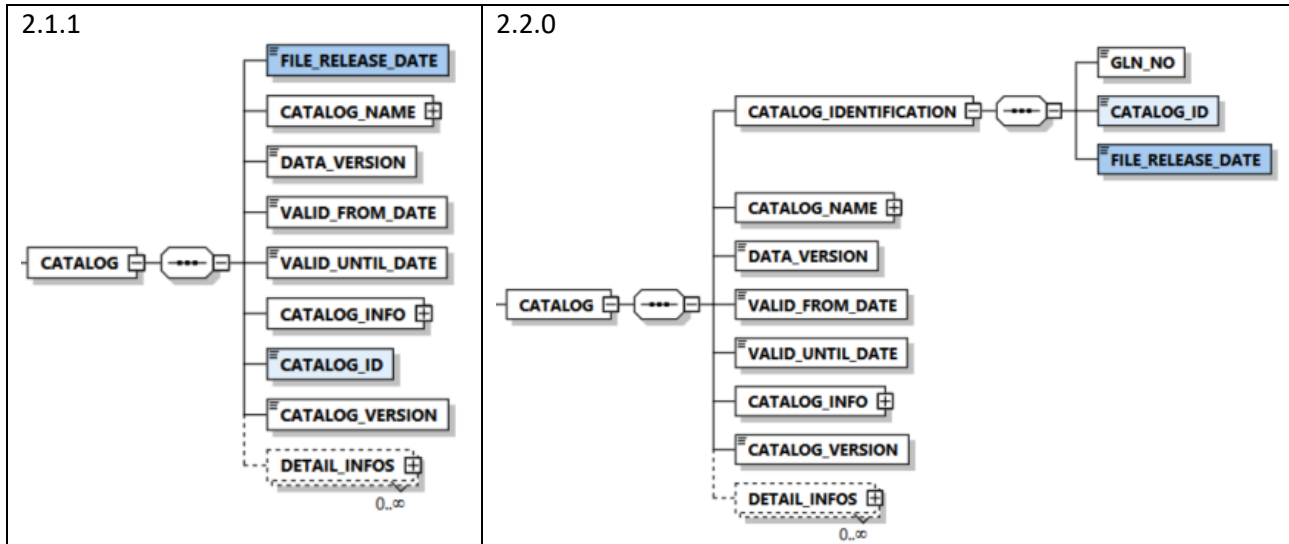 2.1.1
FILE_RELEASE_DATE
CATALOG_NAME
DATA_VERSION
VALID_FROM_DATE
CATALOG
VALID_UNTIL_DATE
CATALOG_INFO
CATALOG_ID
CATALOG_VERSION
DETAIL_INFOS
0..∞
2.2.0
GLN_NO
CATALOG_IDENTIFICATION
CATALOG_ID
FILE_RELEASE_DATE
CATALOG_NAME
DATA_VERSION
CATALOG
VALID_FROM_DATE
VALID_UNTIL_DATE
CATALOG_INFO
CATALOG_VERSION
DETAIL_INFOS
0..∞